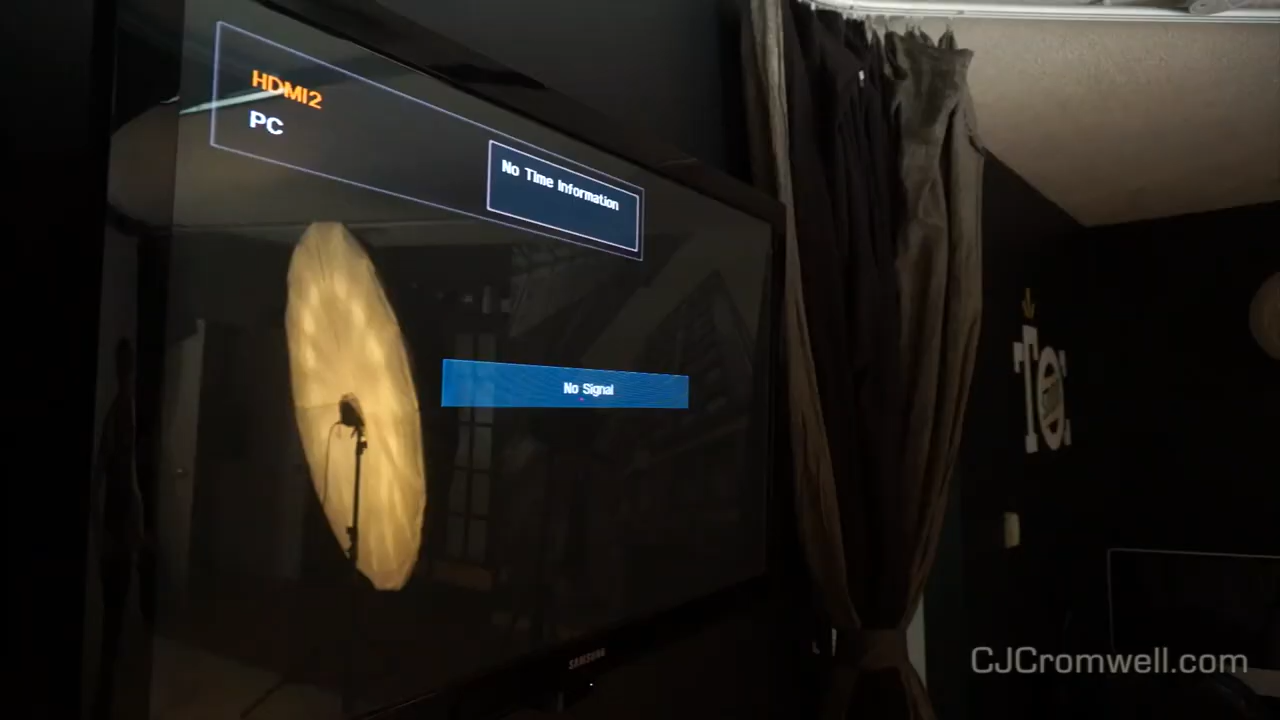 HDMI2
PC
No Time Information
No Signal
SAMSUNG
CJCromwell.com